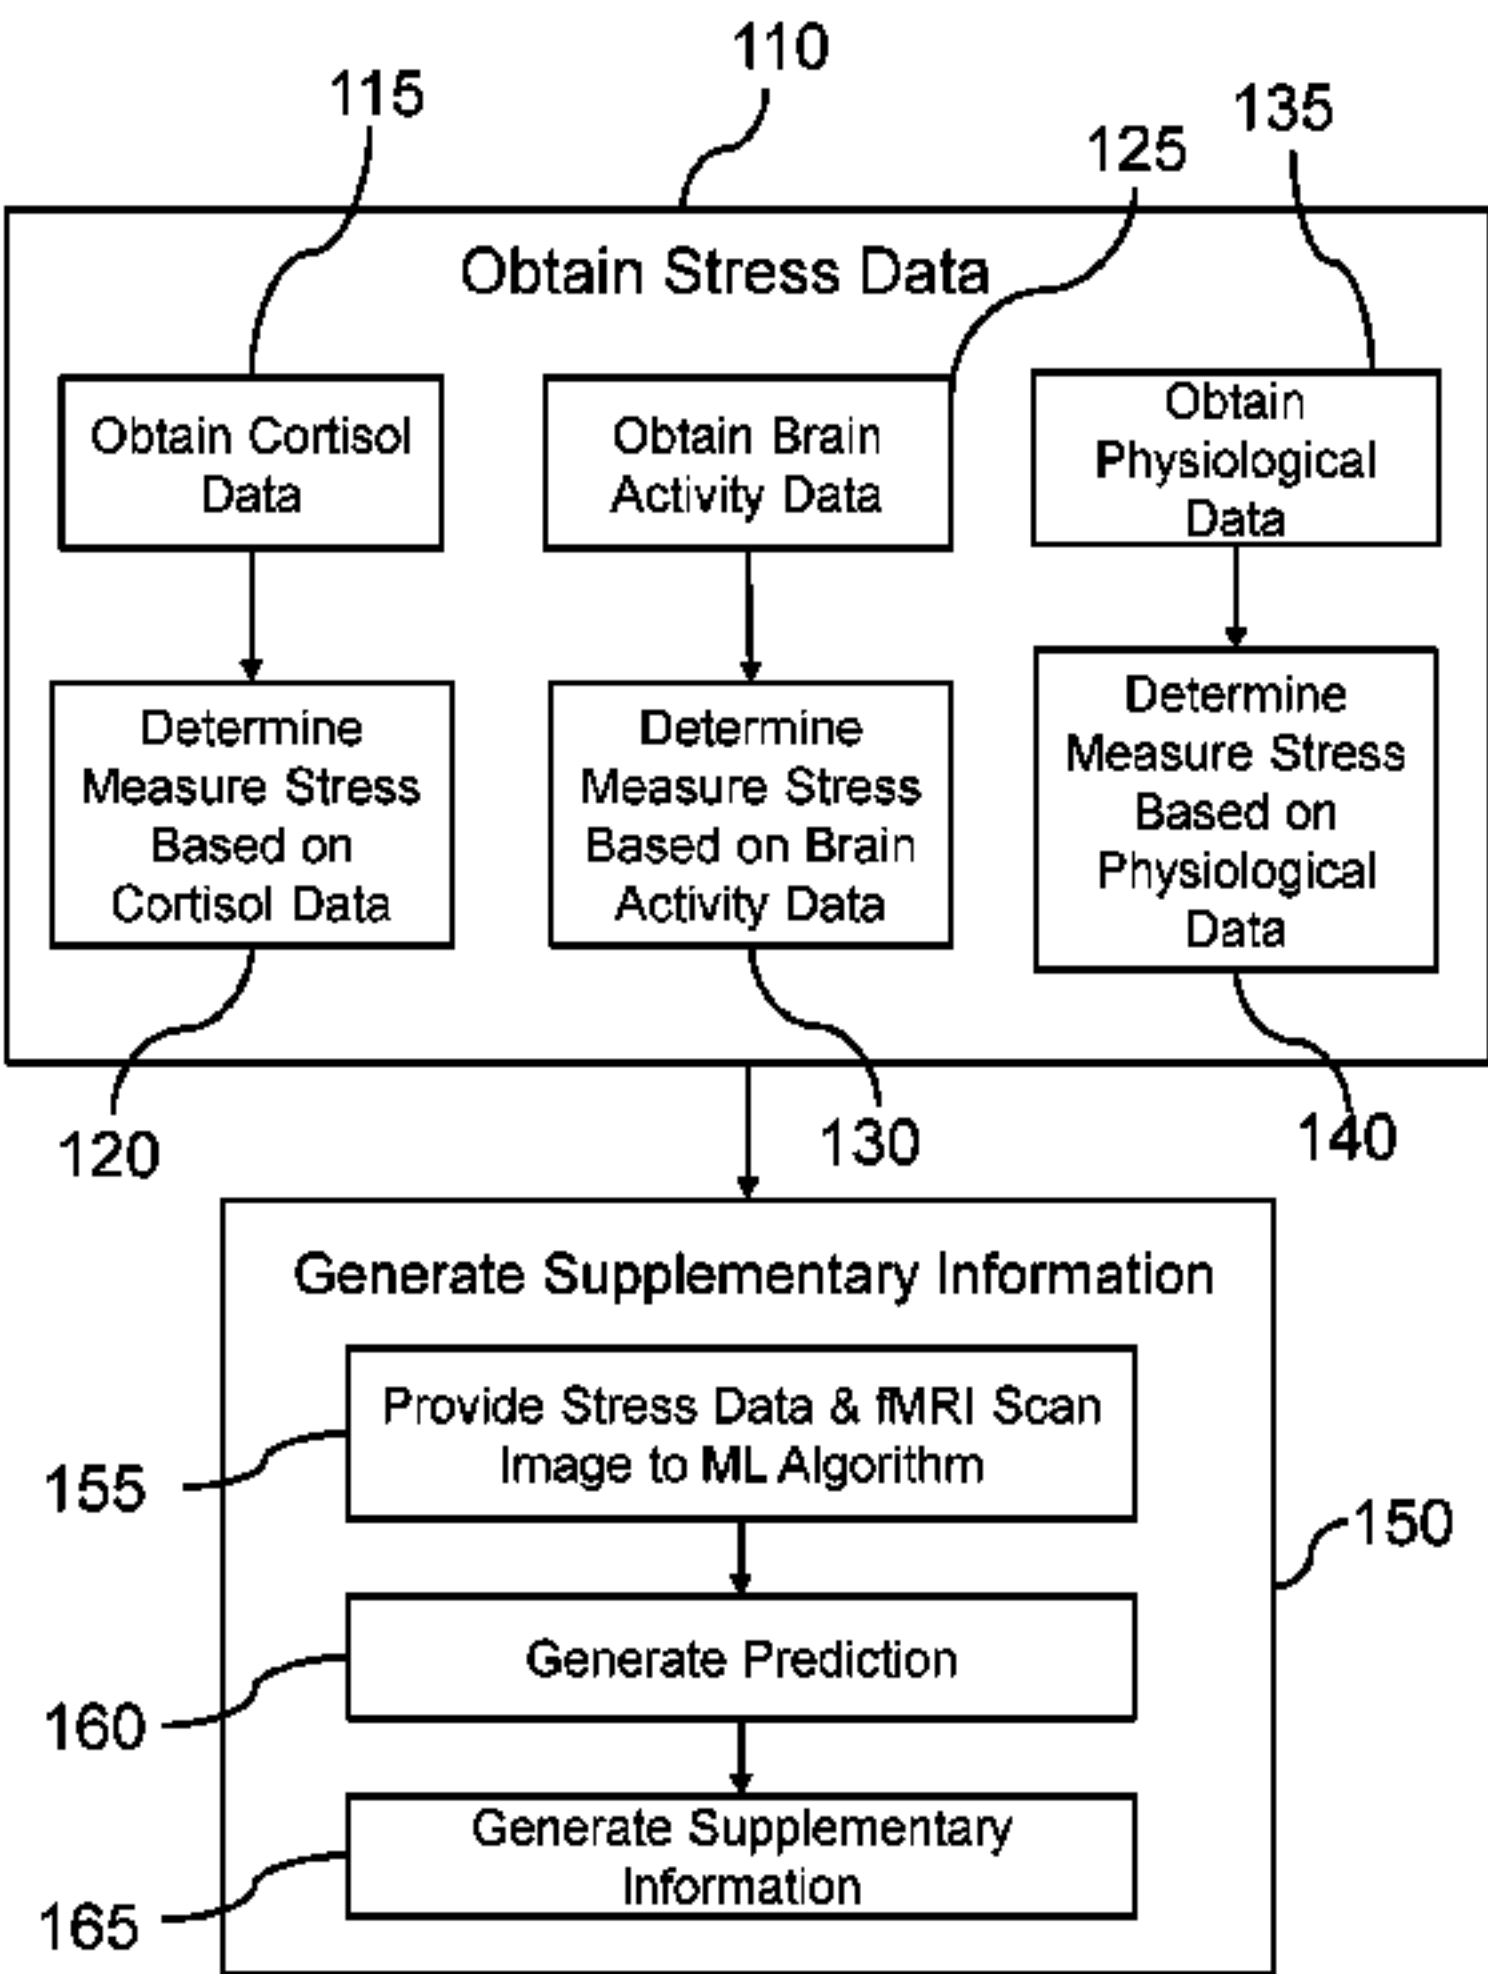 110
115
135
125
Obtain Stress Data
Obtain Cortisol
Data
Obtain Brain
Activity Data
Obtain
Physiological
Data
Determine
Measure Stress
Based on
Cortisol Data
Determine
Measure Stress
Based on Brain
Activity Data
Determine
Measure Stress
Based on
Physiological
Data
120
130
140
Generate Supplementary Information
Provide Stress Data & fMRI Scan
Image to ML Algorithm
155
150
Generate Prediction
160
Generate Supplementary
Information
165